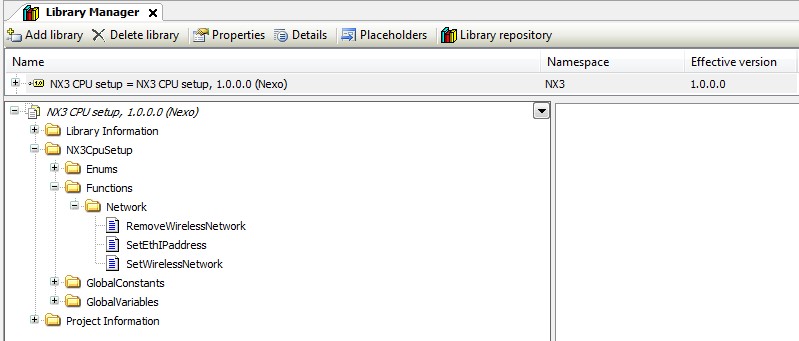 Library Manager
Add library Delete library Properties Details Placeholders Library repository
Name Namespace Effective version
NX3 CPU setup = NX3 CPU setup, 1.0.0.0 (Nexo) NX3 1.0.0.0
NX3 CPU setup, 1.0.0.0 (Nexo)
Library Information
NX3CpuSetup
Enums
Functions
Network
RemoveWirelessNetwork
SetEthIPaddress
SetWirelessNetwork
GlobalConstants
GlobalVariables
Project Information